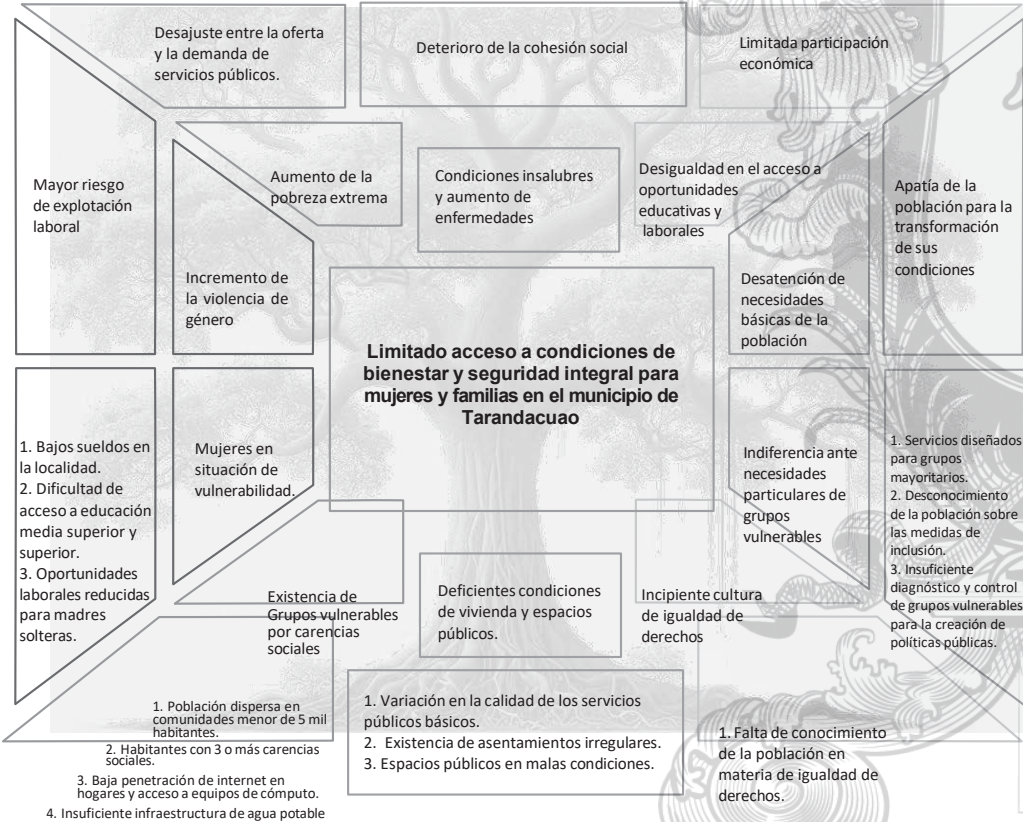 Desajuste entre la oferta
y la demanda de
servicios públicos.
Deterioro de la cohesión social
Limitada participación
económica
Mayor riesgo
de explotación
laboral
Aumento de la
pobreza extrema
Condiciones insalubres
y aumento de
enfermedades
Desigualdad en el acceso a
oportunidades
educativas y
laborales
Apatía de la
población para la
transformación
de sus
condiciones
Incremento de
la violencia de
género
Desatención de
necesidades
básicas de la
población
Limitado acceso a condiciones de
bienestar y seguridad integral para
mujeres y familias en el municipio de
Tarandacuao
1. Bajos sueldos en
la localidad.
2. Dificultad de
acceso a educación
media superior y
superior.
3. Oportunidades
laborales reducidas
para madres
solteras.
Mujeres en
situación de
vulnerabilidad.
Indiferencia ante
necesidades
particulares de
grupos
vulnerables
1. Servicios diseñados
para grupos
mayoritarios.
2. Desconocimiento
de la población sobre
las medidas de
inclusión.
3. Insuficiente
diagnóstico y control
de grupos vulnerables
para la creación de
políticas públicas.
Existencia de
Grupos vulnerables
por carencias
sociales
Deficientes condiciones
de vivienda y espacios
públicos.
Incipiente cultura
de igualdad de
derechos
1. Población dispersa en
comunidades menor de 5 mil
habitantes.
2. Habitantes con 3 o más carencias
sociales.
3. Baja penetración de internet en
hogares y acceso a equipos de cómputo.
4. Insuficiente infraestructura de agua potable
1. Variación en la calidad de los servicios
públicos básicos.
2. Existencia de asentamientos irregulares.
3. Espacios públicos en malas condiciones.
1. Falta de conocimiento
de la población en
materia de igualdad de
derechos.